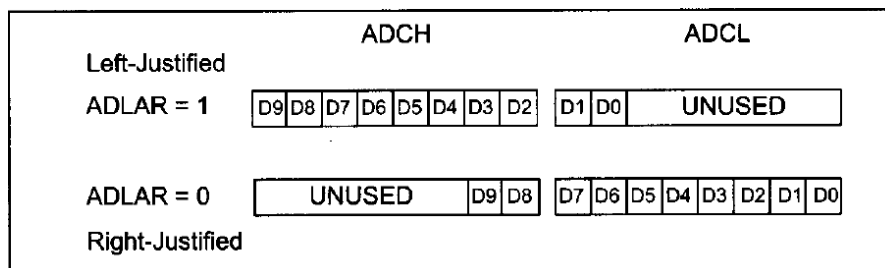 ADCH ADCL
Left-Justified
ADLAR = 1 D9 D8 D7 D6 D5 D4 D3 D2 D1 D0 UNUSED
ADLAR = 0 UNUSED D9 D8 D7 D6 D5 D4 D3 D2 D1 D0
Right-Justified